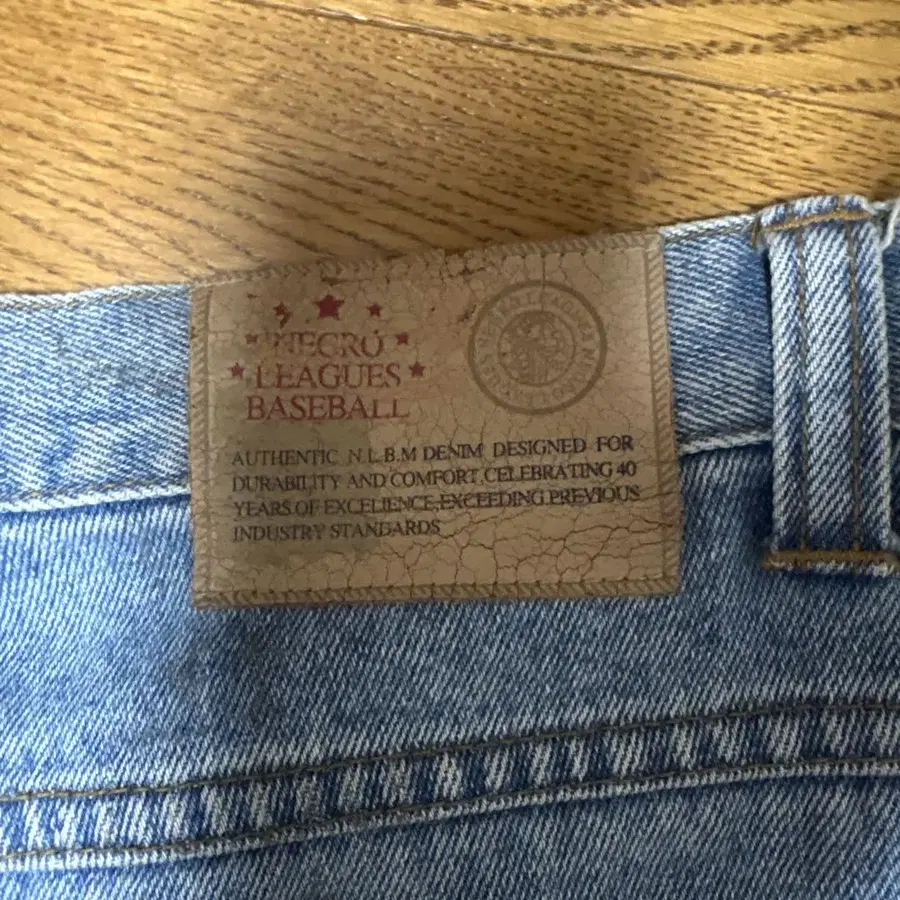 NEGRO
LEAGUES
BASEBALL
AUTHENTIC N.L.B.M DENIM DESIGNED FOR
DURABILITY AND COMFORT,CELEBRATING 40
YEARS OF EXCELIENCE,EXCEEDING PREVIOUS
INDUSTRY STANDARDS